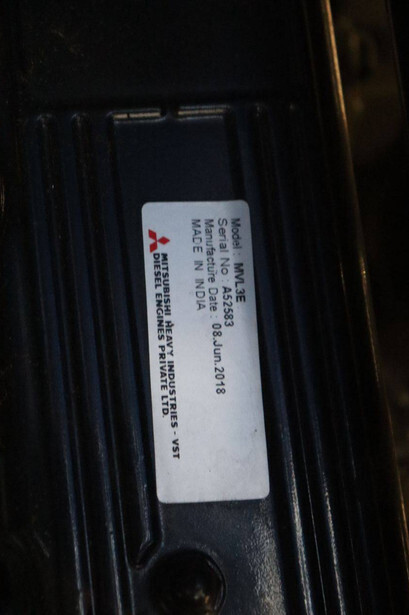 Model : MVL3E
Serial No : A52583
Manufacture Date : 08.Jun.2018
MADE IN INDIA
MITSUBISHI HEAVY INDUSTRIES - VST
DIESEL ENGINES PRIVATE LTD.